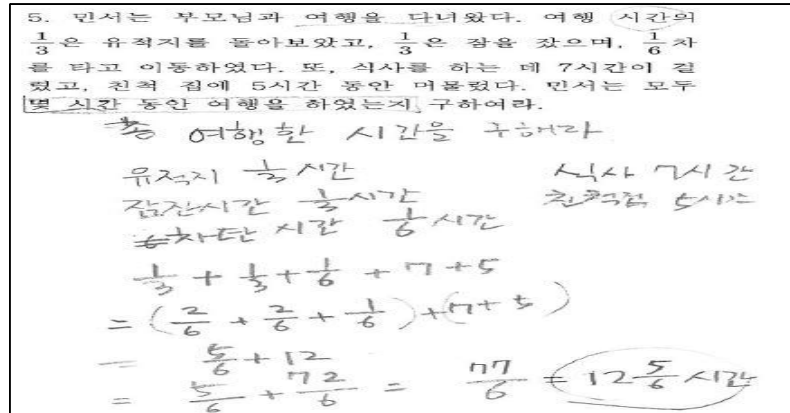 5. 민서는 부모님과 여행을 다녀왔다. 여행 시간의
1/3은 유적지를 돌아보았고, 1/3은 잠을 잤으며, 1/6 차
를 타고 이동하였다. 또, 식사를 하는 데 7시간이 걸
렸고, 친척 집에 5시간 동안 머물렀다. 민서는 모두
몇 시간 동안 여행을 하였는지 구하여라.
총 여행한 시간을 구해라
유적지 1/3 시간 식사 7시간
잠잔시간 1/3 시간 친척집 5시간
차탄 시간 1/6 시간
1/3 + 1/3 + 1/6 + 7 + 5
= (2/6 + 2/6 + 1/6) + (7 + 5)
= 5/6 + 12
= 5/6 + 72/6 = 77/6 = 12 5/6 시간